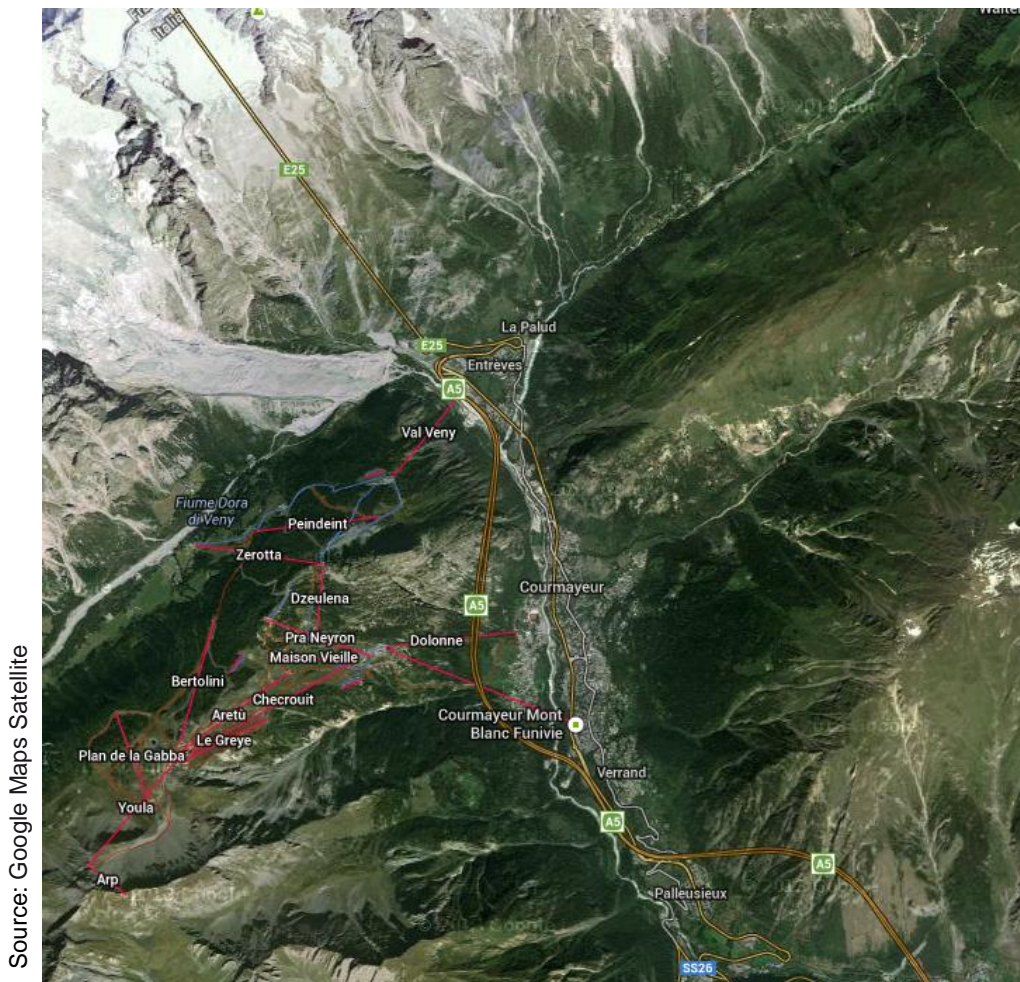 Italia
E25
La Palud
E25
Entrèves
A5
Val Veny
Fiume Dora
di Veny
Peindeint
Zerotta
Dzeulena
A5
Courmayeur
Pra Neyron
Dolonne
Maison Vieille
Bertolini
Checrouit
Aretù
Le Greye
Courmayeur Mont
Blanc Funivie
Plan de la Gabba
Verrand
Youla
A5
A5
Arp
Palleusieux
SS26
Source: Google Maps Satellite